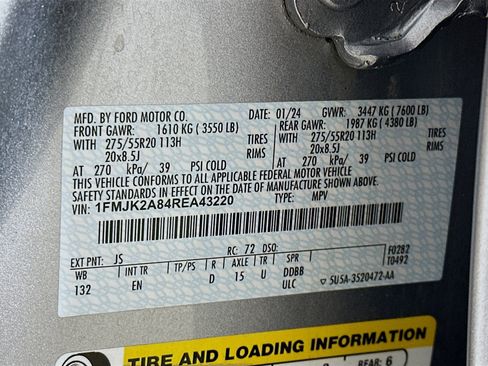 MFD. BY FORD MOTOR CO. 01/24 GVWR: 3447 KG (7600 LB)
FRONT GAWR: 1610 KG (3550 LB) REAR GAWR: 1987 KG (4380 LB)
WITH 275/55R20 113H TIRES WITH 275/55R20 113H TIRES
20x8.5J RIMS 20x8.5J RIMS
AT 270 kPa/ 39 PSI COLD AT 270 kPa/ 39 PSI COLD
THIS VEHICLE CONFORMS TO ALL APPLICABLE FEDERAL MOTOR VEHICLE
SAFETY STANDARDS IN EFFECT ON THE DATE OF MANUFACTURE SHOWN ABOVE.
VIN: 1FMJK2A84REA43220 TYPE: MPV
EXT PNT: JS RC: 72 DSO: F0282
WB INT TR TP/PS R AXLE TR SPR T0492
132 EN D 15 U DDBB
ULC 5U5A-3520472-AA
TIRE AND LOADING INFORMATION
REAR: 6